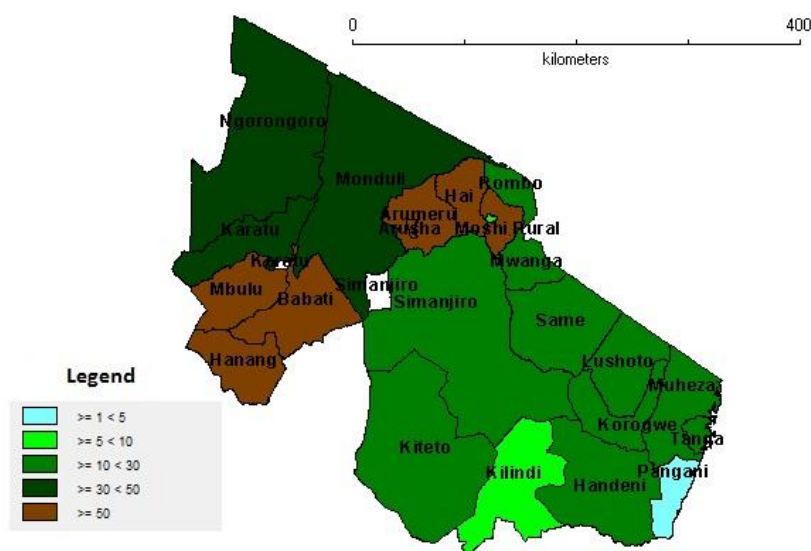 0 400
kilometers
Ngorongoro
Monduli
Rombo
Hai
Arumeru
Arusha
Moshi Rural
Karatu
Karatu
Mwanga
Mbulu
Babati
Simanjiro
Simanjiro
Same
Hanang
Lushoto
Muheza
Korogwe
Tanga
Kiteto
Kilindi
Handeni
Pangani
Legend
>= 1 < 5
>= 5 < 10
>= 10 < 30
>= 30 < 50
>= 50